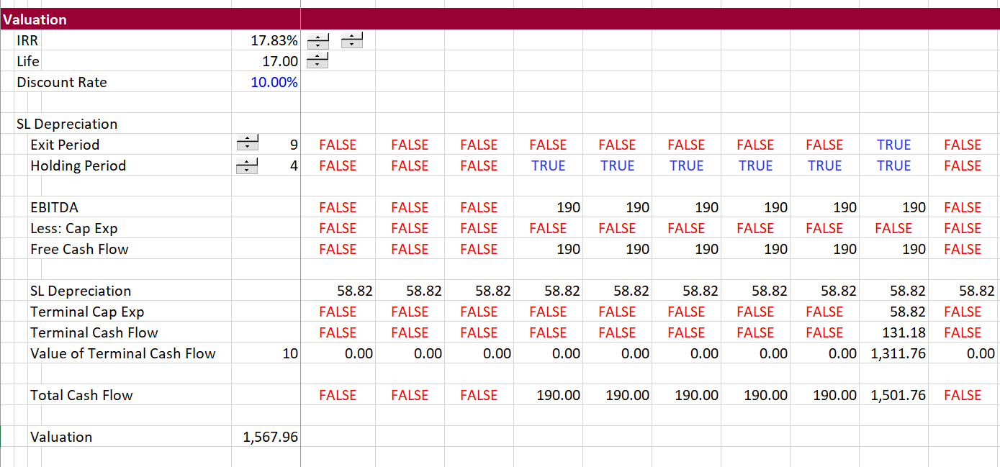 Valuation
IRR 17.83%
Life 17.00
Discount Rate 10.00%
SL Depreciation
Exit Period 9 FALSE FALSE FALSE FALSE FALSE FALSE FALSE FALSE TRUE FALSE
Holding Period 4 FALSE FALSE FALSE TRUE TRUE TRUE TRUE TRUE TRUE FALSE
EBITDA FALSE FALSE FALSE 190 190 190 190 190 190 FALSE
Less: Cap Exp FALSE FALSE FALSE FALSE FALSE FALSE FALSE FALSE FALSE FALSE
Free Cash Flow FALSE FALSE FALSE 190 190 190 190 190 190 FALSE
SL Depreciation 58.82 58.82 58.82 58.82 58.82 58.82 58.82 58.82 58.82 58.82
Terminal Cap Exp FALSE FALSE FALSE FALSE FALSE FALSE FALSE FALSE 58.82 FALSE
Terminal Cash Flow FALSE FALSE FALSE FALSE FALSE FALSE FALSE FALSE 131.18 FALSE
Value of Terminal Cash Flow 10 0.00 0.00 0.00 0.00 0.00 0.00 0.00 0.00 1,311.76 0.00
Total Cash Flow FALSE FALSE FALSE 190.00 190.00 190.00 190.00 190.00 1,501.76 FALSE
Valuation 1,567.96